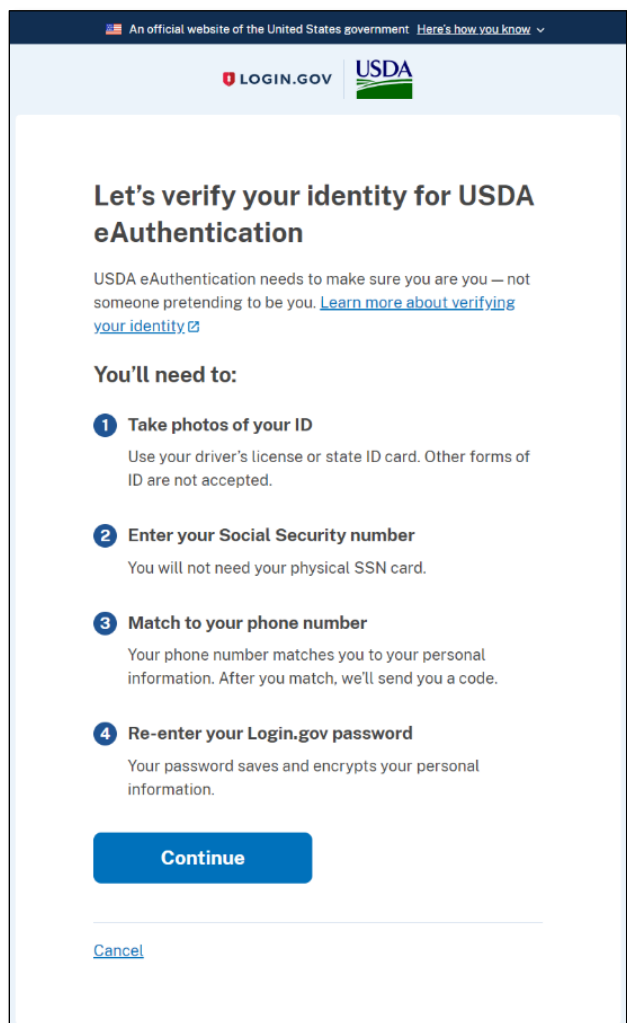 An official website of the United States government Here's how you know
LOGIN.GOV USDA
Let's verify your identity for USDA
eAuthentication
USDA eAuthentication needs to make sure you are you — not
someone pretending to be you. Learn more about verifying
your identity
You'll need to:
1 Take photos of your ID
Use your driver's license or state ID card. Other forms of
ID are not accepted.
2 Enter your Social Security number
You will not need your physical SSN card.
3 Match to your phone number
Your phone number matches you to your personal
information. After you match, we'll send you a code.
4 Re-enter your Login.gov password
Your password saves and encrypts your personal
information.
Continue
Cancel